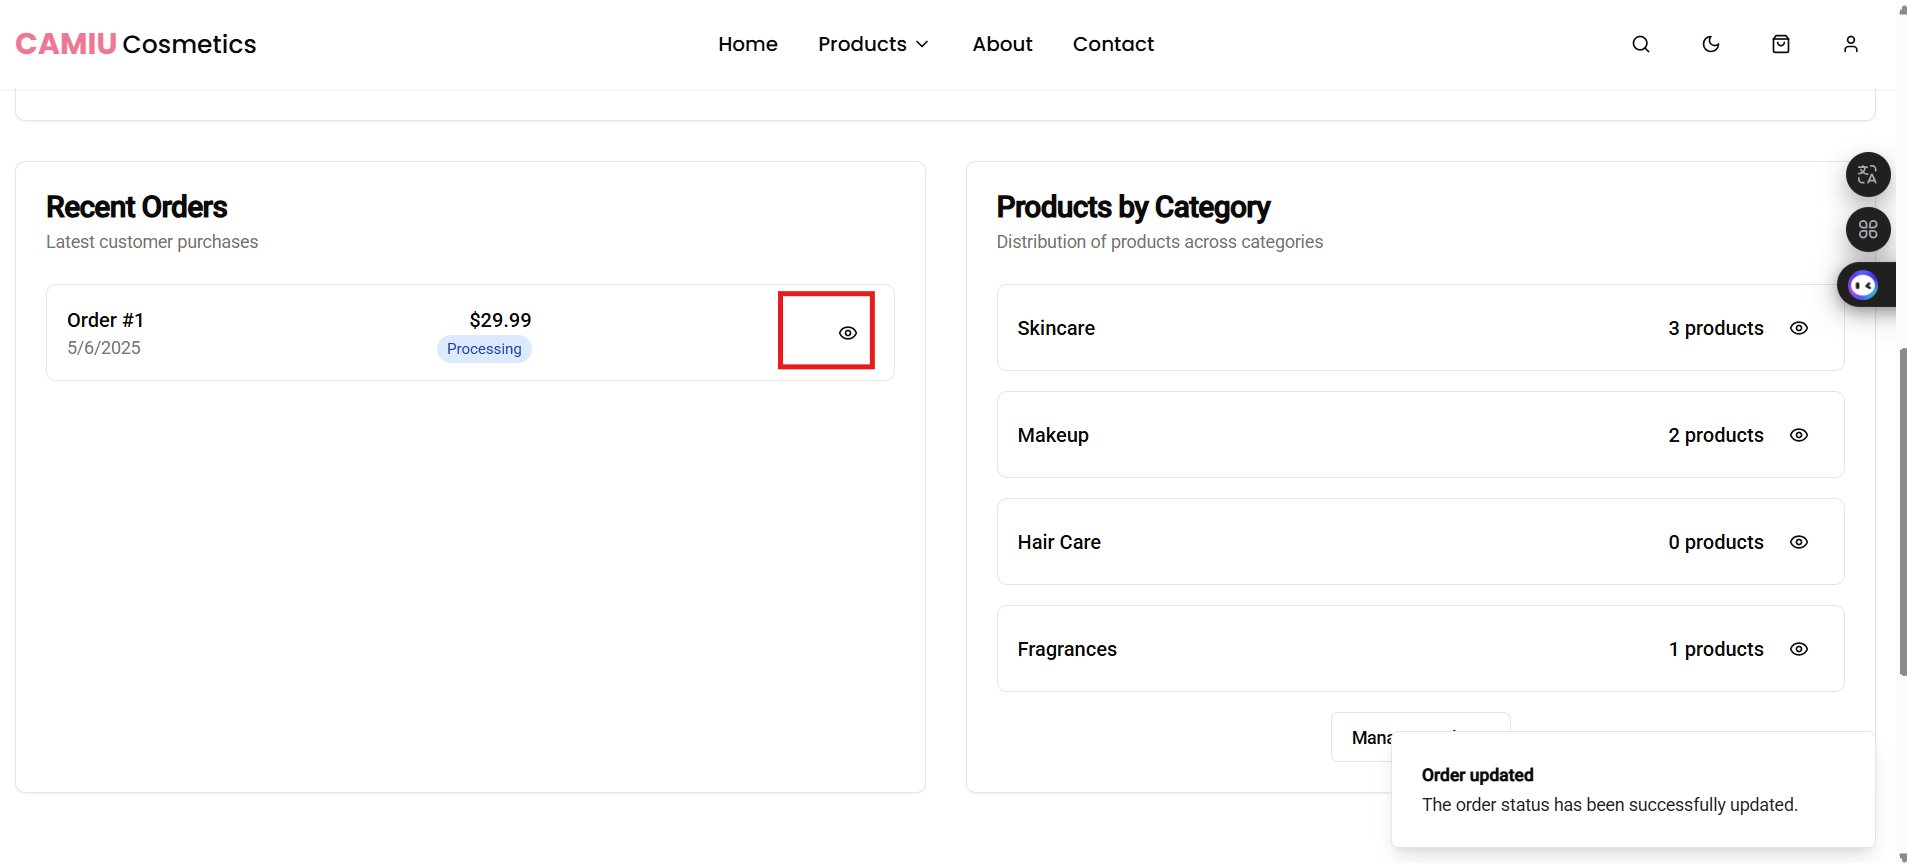 CAMIU Cosmetics
Home
Products
About
Contact
Recent Orders
Latest customer purchases
Order #1
$29.99
5/6/2025
Processing
Products by Category
Distribution of products across categories
Skincare
3 products
Makeup
2 products
Hair Care
0 products
Fragrances
1 products
Order updated
The order status has been successfully updated.